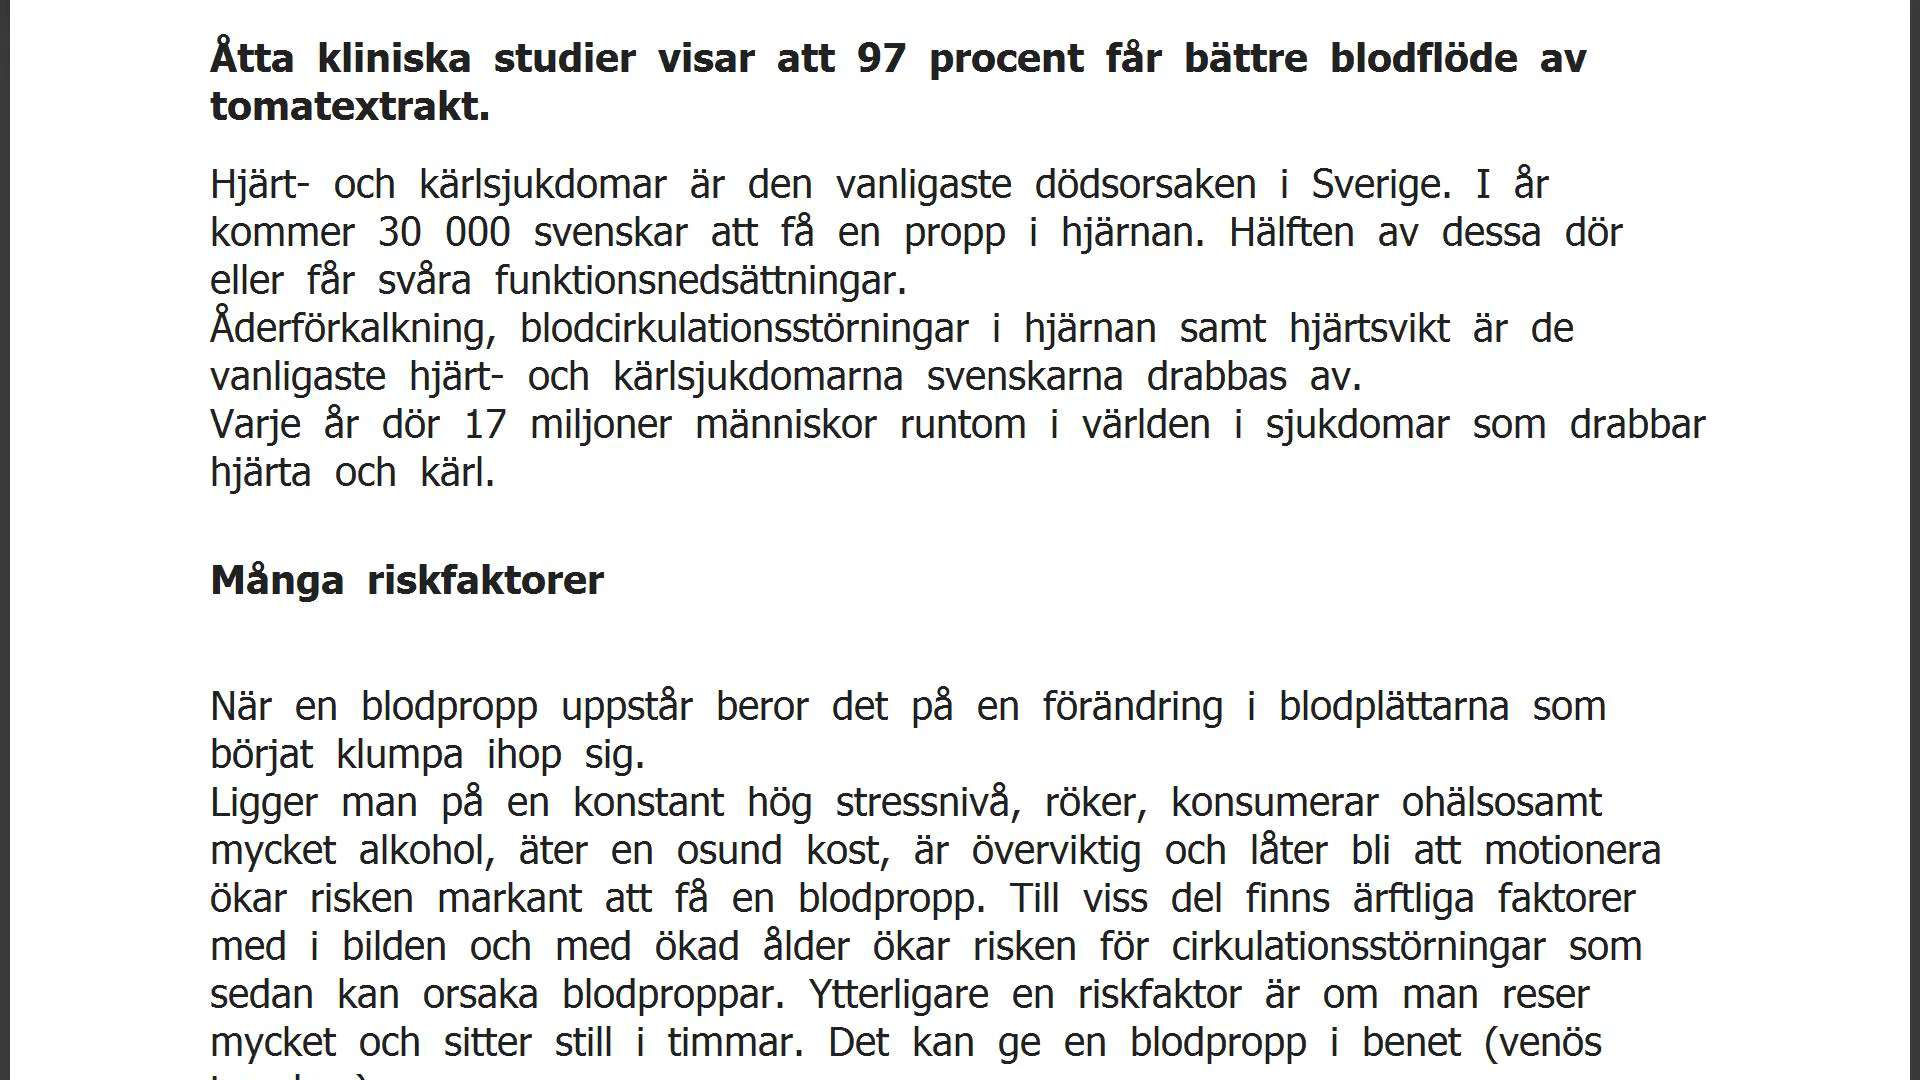 Åtta kliniska studier visar att 97 procent får bättre blodflöde av
tomatextrakt.
Hjärt- och kärlsjukdomar är den vanligaste dödsorsaken i Sverige. I år
kommer 30 000 svenskar att få en propp i hjärnan. Hälften av dessa dör
eller får svåra funktionsnedsättningar.
Åderförkalkning, blodcirkulationsstörningar i hjärnan samt hjärtsvikt är de
vanligaste hjärt- och kärlsjukdomarna svenskarna drabbas av.
Varje år dör 17 miljoner människor runtom i världen i sjukdomar som drabbar
hjärta och kärl.
Många riskfaktorer
När en blodpropp uppstår beror det på en förändring i blodplättarna som
börjat klumpa ihop sig.
Ligger man på en konstant hög stressnivå, röker, konsumerar ohälsosamt
mycket alkohol, äter en osund kost, är överviktig och låter bli att motionera
ökar risken markant att få en blodpropp. Till viss del finns ärftliga faktorer
med i bilden och med ökad ålder ökar risken för cirkulationsstörningar som
sedan kan orsaka blodproppar. Ytterligare en riskfaktor är om man reser
mycket och sitter still i timmar. Det kan ge en blodpropp i benet (venös